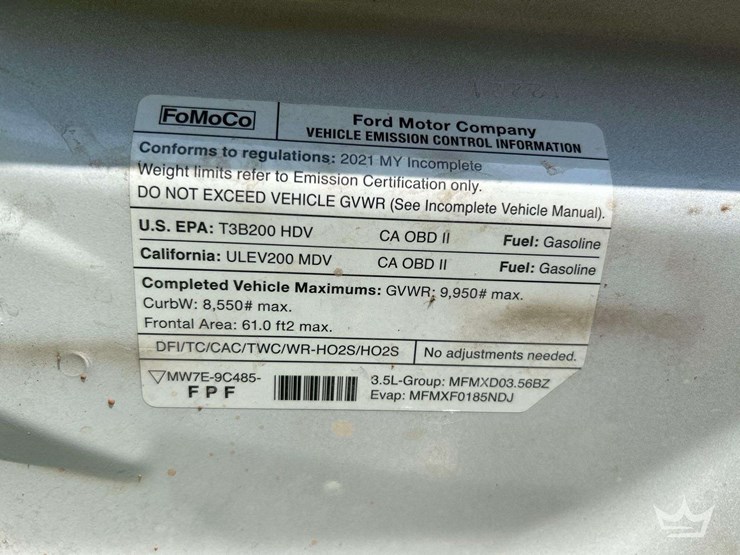 FoMoCo
Ford Motor Company
VEHICLE EMISSION CONTROL INFORMATION
Conforms to regulations: 2021 MY Incomplete
Weight limits refer to Emission Certification only.
DO NOT EXCEED VEHICLE GVWR (See Incomplete Vehicle Manual).
U.S. EPA: T3B200 HDV CA OBD II Fuel: Gasoline
California: ULEV200 MDV CA OBD II Fuel: Gasoline
Completed Vehicle Maximums: GVWR: 9,950# max.
CurbW: 8,550# max.
Frontal Area: 61.0 ft2 max.
DFI/TC/CAC/TWC/WR-HO2S/HO2S No adjustments needed.
MW7E-9C485-
FPF
3.5L-Group: MFMXD03.56BZ
Evap: MFMXF0185NDJ